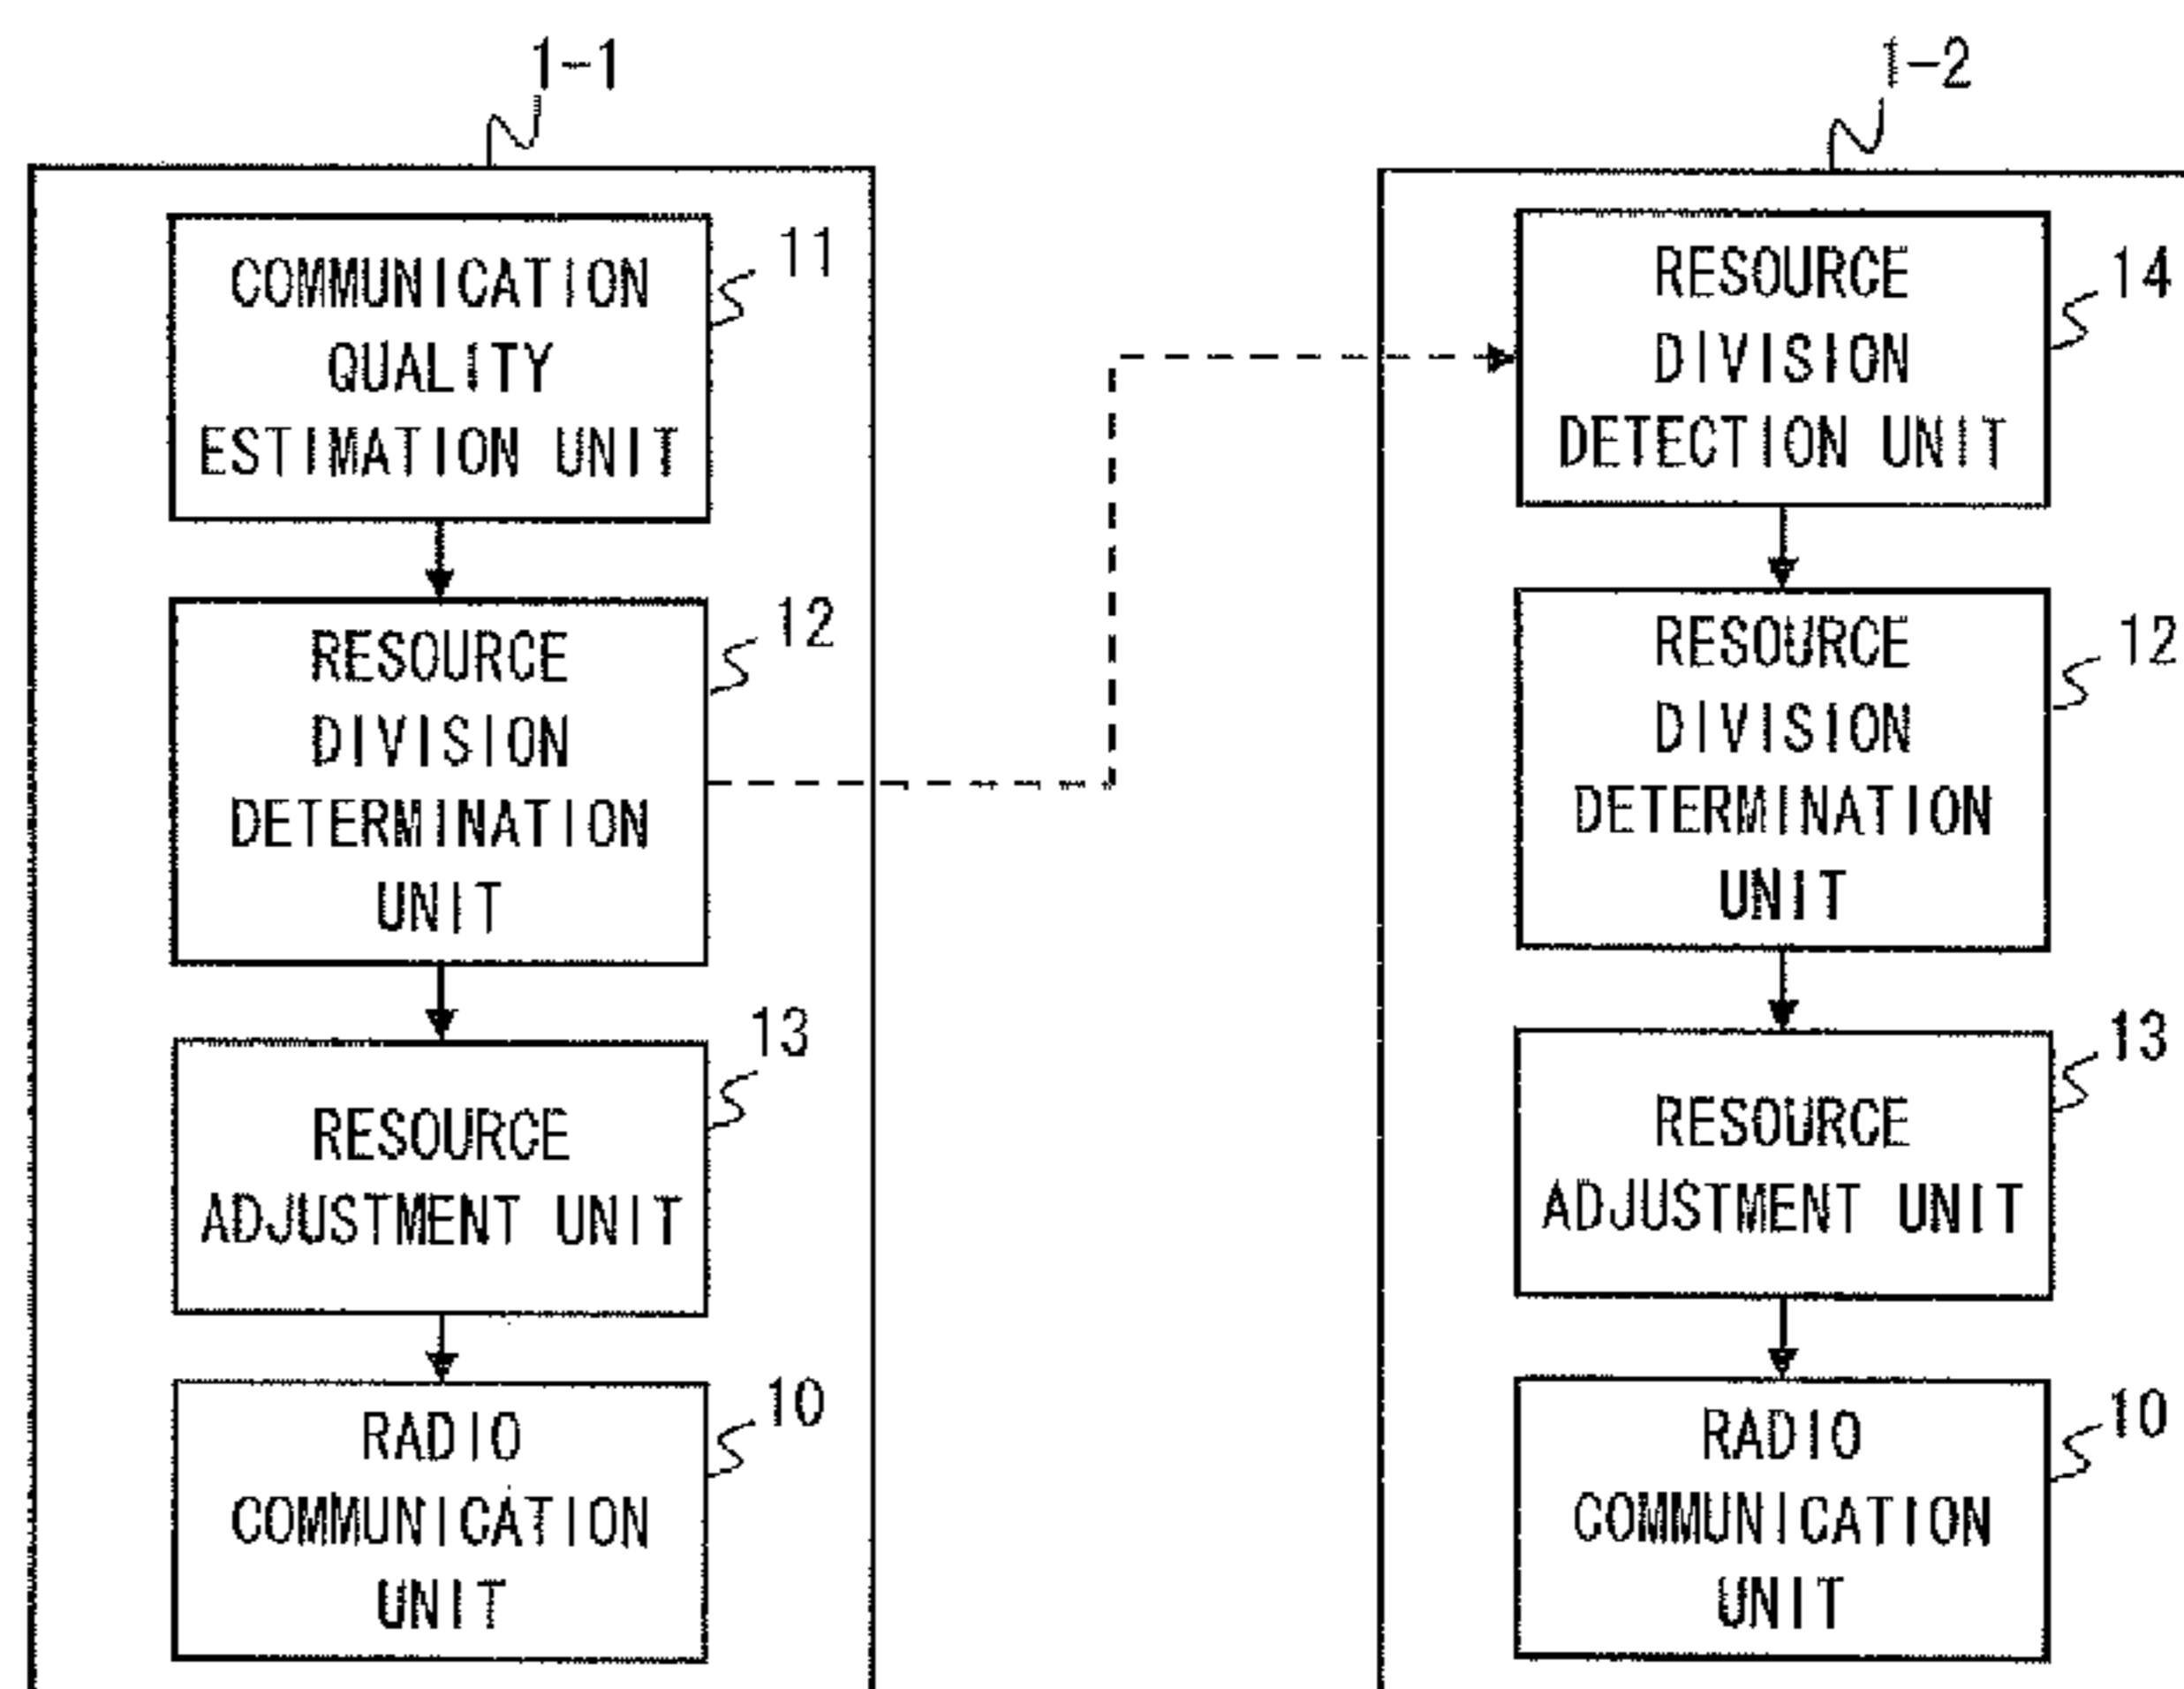 1-1
COMMUNICATION
QUALITY
ESTIMATION UNIT
11
RESOURCE
DIVISION
DETERMINATION
UNIT
12
RESOURCE
ADJUSTMENT UNIT
13
RADIO
COMMUNICATION
UNIT
10
1-2
RESOURCE
DIVISION
DETECTION UNIT
14
RESOURCE
DIVISION
DETERMINATION
UNIT
12
RESOURCE
ADJUSTMENT UNIT
13
RADIO
COMMUNICATION
UNIT
10